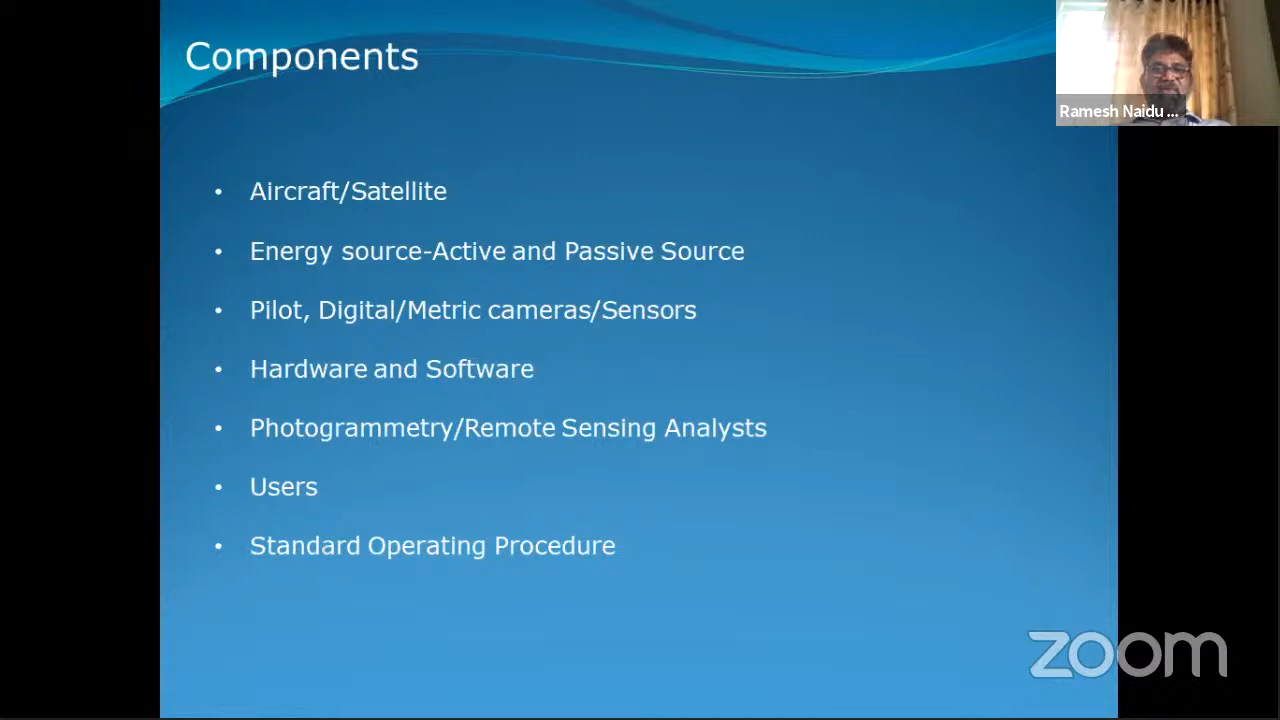 Components
Ramesh Naidu ...
• Aircraft/Satellite
• Energy source-Active and Passive Source
• Pilot, Digital/Metric cameras/Sensors
• Hardware and Software
• Photogrammetry/Remote Sensing Analysts
• Users
• Standard Operating Procedure
zoom